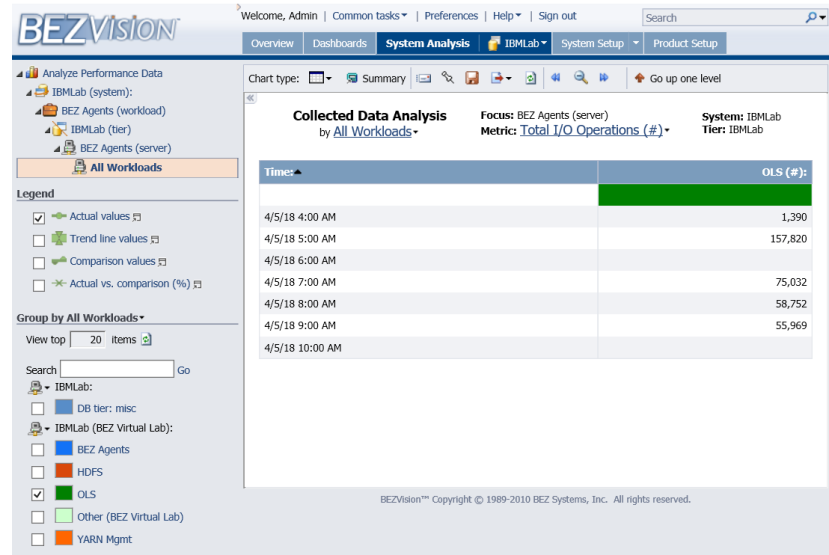 BEZVISION™
Welcome, Admin | Common tasks | Preferences | Help | Sign out
Search
Overview Dashboards System Analysis IBMLab System Setup Product Setup
Analyze Performance Data
IBMLab (system):
BEZ Agents (workload)
IBMLab (tier)
BEZ Agents (server)
All Workloads
Legend
Actual values
Trend line values
Comparison values
Actual vs. comparison (%)
Group by All Workloads
View top 20 items
Search Go
IBMLab:
DB tier: misc
IBMLab (BEZ Virtual Lab):
BEZ Agents
HDFS
OLS
Other (BEZ Virtual Lab)
YARN Mgmt
Chart type: Summary Go up one level
Collected Data Analysis
by All Workloads
Focus: BEZ Agents (server)
Metric: Total I/O Operations (#)
System: IBMLab
Tier: IBMLab
Time: OLS (#):
4/5/18 4:00 AM 1,390
4/5/18 5:00 AM 157,820
4/5/18 6:00 AM
4/5/18 7:00 AM 75,032
4/5/18 8:00 AM 58,752
4/5/18 9:00 AM 55,969
4/5/18 10:00 AM
BEZVision™ Copyright © 1989-2010 BEZ Systems, Inc. All rights reserved.